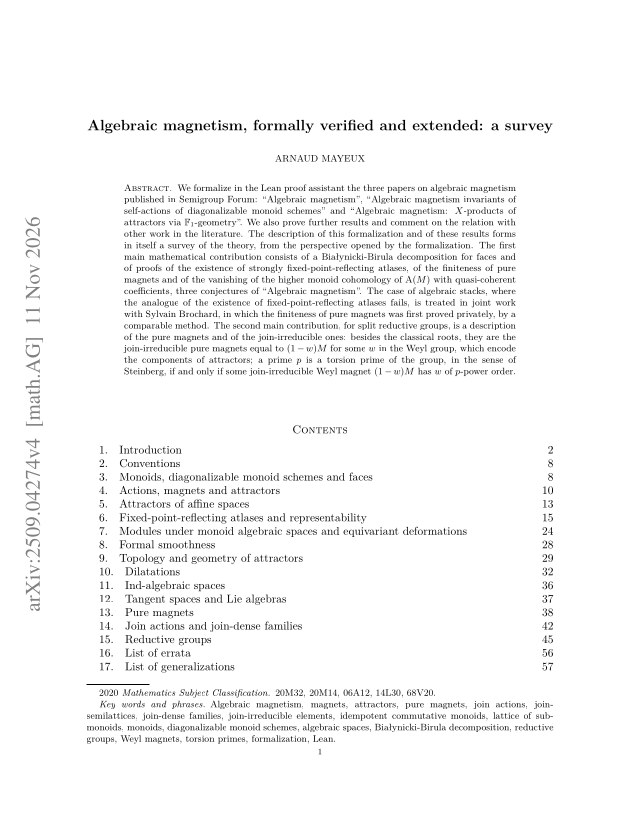 Algebraic magnetism, formally verified and extended: a survey
ARNAUD MAYEUX
ABSTRACT. We formalize in the Lean proof assistant the three papers on algebraic magnetism
published in Semigroup Forum: “Algebraic magnetism”, “Algebraic magnetism invariants of
self-actions of diagonalizable monoid schemes” and “Algebraic magnetism: X-products of
attractors via 𝔽₁-geometry”. We also prove further results and comment on the relation with
other work in the literature. The description of this formalization and of these results forms
in itself a survey of the theory, from the perspective opened by the formalization. The first
main mathematical contribution consists of a Białynicki-Birula decomposition for faces and
of proofs of the existence of strongly fixed-point-reflecting atlases, of the finiteness of pure
magnets and of the vanishing of the higher monoid cohomology of A(M) with quasi-coherent
coefficients, three conjectures of “Algebraic magnetism”. The case of algebraic stacks, where
the analogue of the existence of fixed-point-reflecting atlases fails, is treated in joint work
with Sylvain Brochard, in which the finiteness of pure magnets was first proved privately, by a
comparable method. The second main contribution, for split reductive groups, is a description
of the pure magnets and of the join-irreducible ones: besides the classical roots, they are the
join-irreducible pure magnets equal to (1 − w)M for some w in the Weyl group, which encode
the components of attractors; a prime p is a torsion prime of the group, in the sense of
Steinberg, if and only if some join-irreducible Weyl magnet (1 − w)M has w of p-power order.
CONTENTS
1. Introduction 2
2. Conventions 8
3. Monoids, diagonalizable monoid schemes and faces 8
4. Actions, magnets and attractors 10
5. Attractors of affine spaces 13
6. Fixed-point-reflecting atlases and representability 15
7. Modules under monoid algebraic spaces and equivariant deformations 24
8. Formal smoothness 28
9. Topology and geometry of attractors 29
10. Dilatations 32
11. Ind-algebraic spaces 36
12. Tangent spaces and Lie algebras 37
13. Pure magnets 38
14. Join actions and join-dense families 42
15. Reductive groups 45
16. List of errata 56
17. List of generalizations 57
2020 Mathematics Subject Classification. 20M32, 20M14, 06A12, 14L30, 68V20.
Key words and phrases. Algebraic magnetism, magnets, attractors, pure magnets, join actions, join-
semilattices, join-dense families, join-irreducible elements, idempotent commutative monoids, lattice of sub-
monoids, monoids, diagonalizable monoid schemes, algebraic spaces, Białynicki-Birula decomposition, reductive
groups, Weyl magnets, torsion primes, formalization, Lean.
1
arXiv:2509.04274v4 [math.AG] 11 Nov 2026